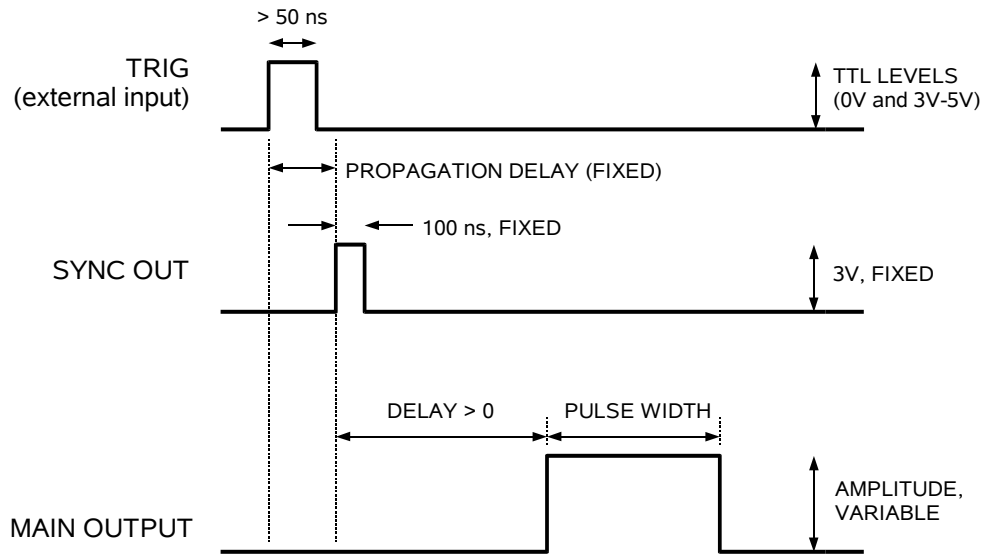 > 50 ns
TRIG
(external input)
TTL LEVELS
(0V and 3V-5V)
PROPAGATION DELAY (FIXED)
100 ns, FIXED
SYNC OUT
3V, FIXED
DELAY > 0
PULSE WIDTH
AMPLITUDE,
VARIABLE
MAIN OUTPUT